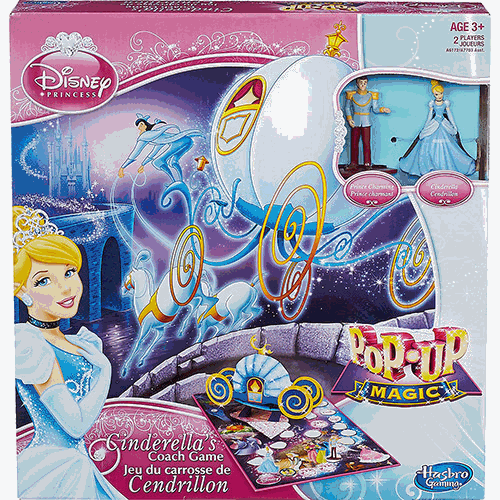 DISNEY
PRINCESS
AGE 3+
2 PLAYERS
JOUEURS
Prince Charming
Prince charmant
Cinderella
Cendrillon
POP-UP
MAGIC
Cinderella's
Coach Game
Jeu du carrosse de
Cendrillon
Hasbro
Gaming